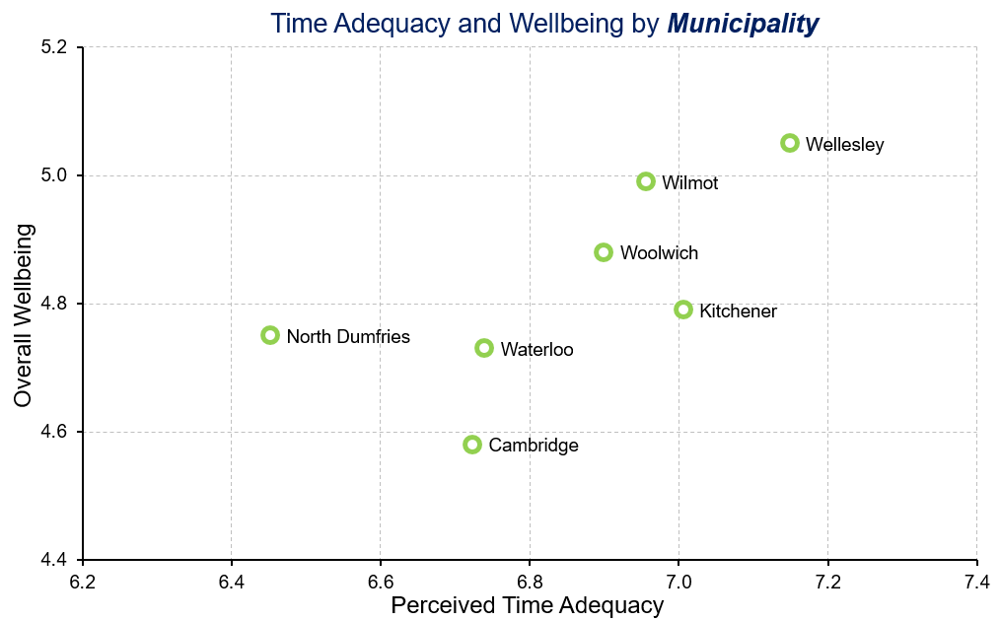 Time Adequacy and Wellbeing by Municipality
5.2
5.0
4.8
4.6
4.4
Overall Wellbeing
Wellesley
Wilmot
Woolwich
Kitchener
North Dumfries
Waterloo
Cambridge
6.2 6.4 6.6 6.8 7.0 7.2 7.4
Perceived Time Adequacy